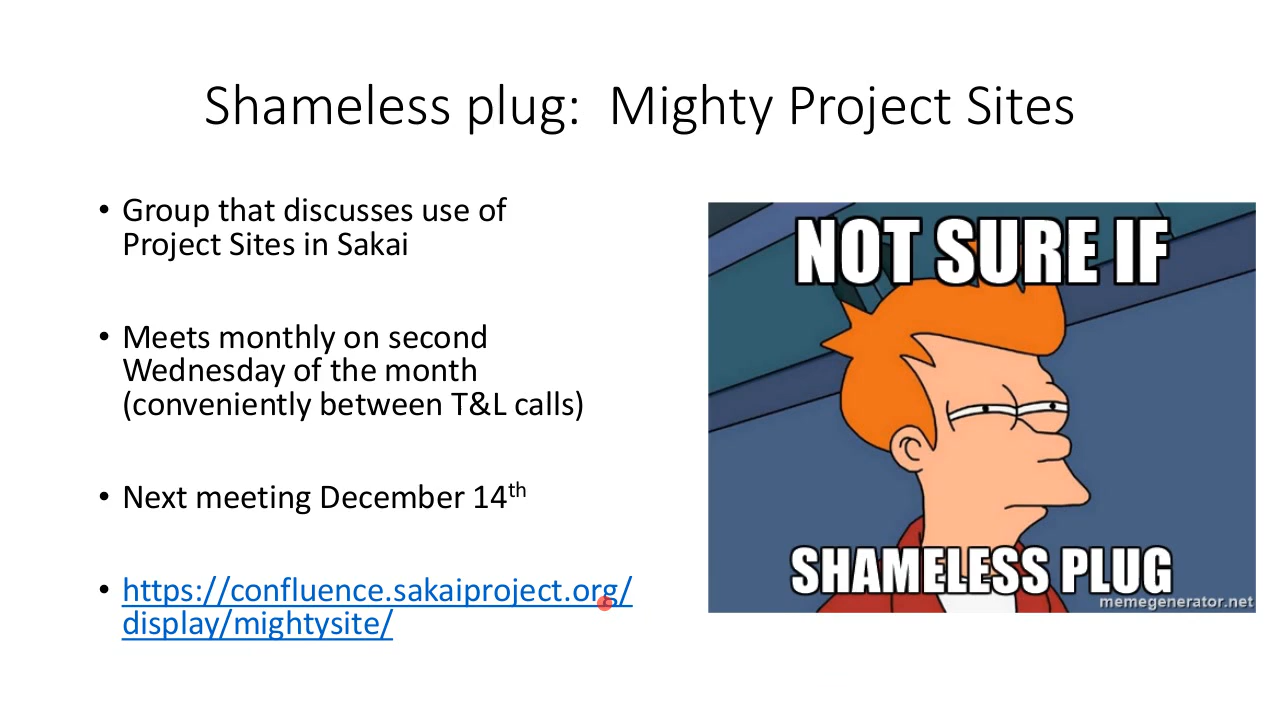 Shameless plug:  Mighty Project Sites
• Group that discusses use of
Project Sites in Sakai
• Meets monthly on second
Wednesday of the month
(conveniently between T&L calls)
• Next meeting December 14th
• https://confluence.sakaiproject.org/
display/mightysite/
NOT SURE IF
SHAMELESS PLUG
memegenerator.net